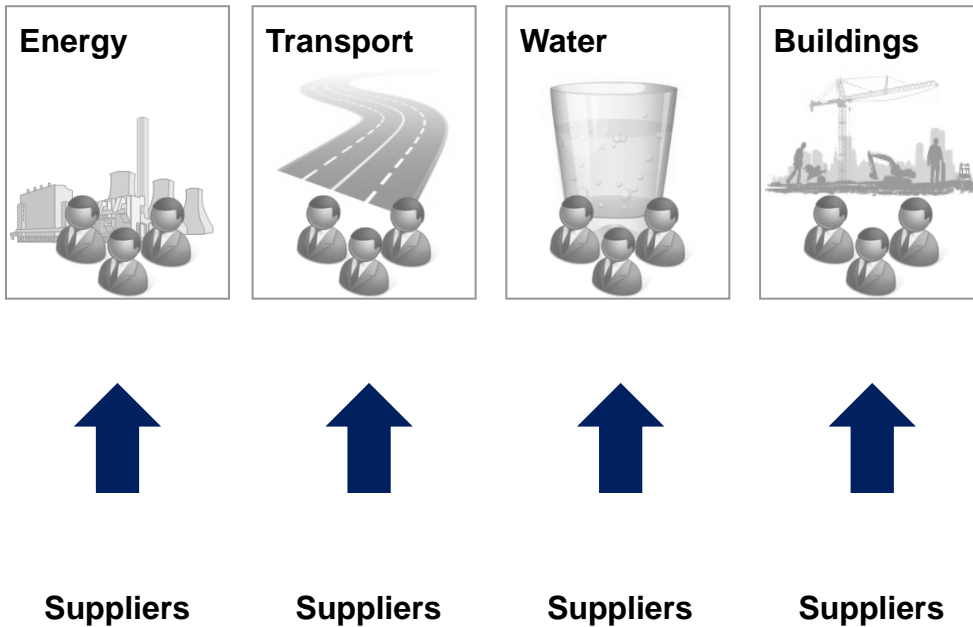 Energy
Transport
Water
Buildings
Suppliers
Suppliers
Suppliers
Suppliers